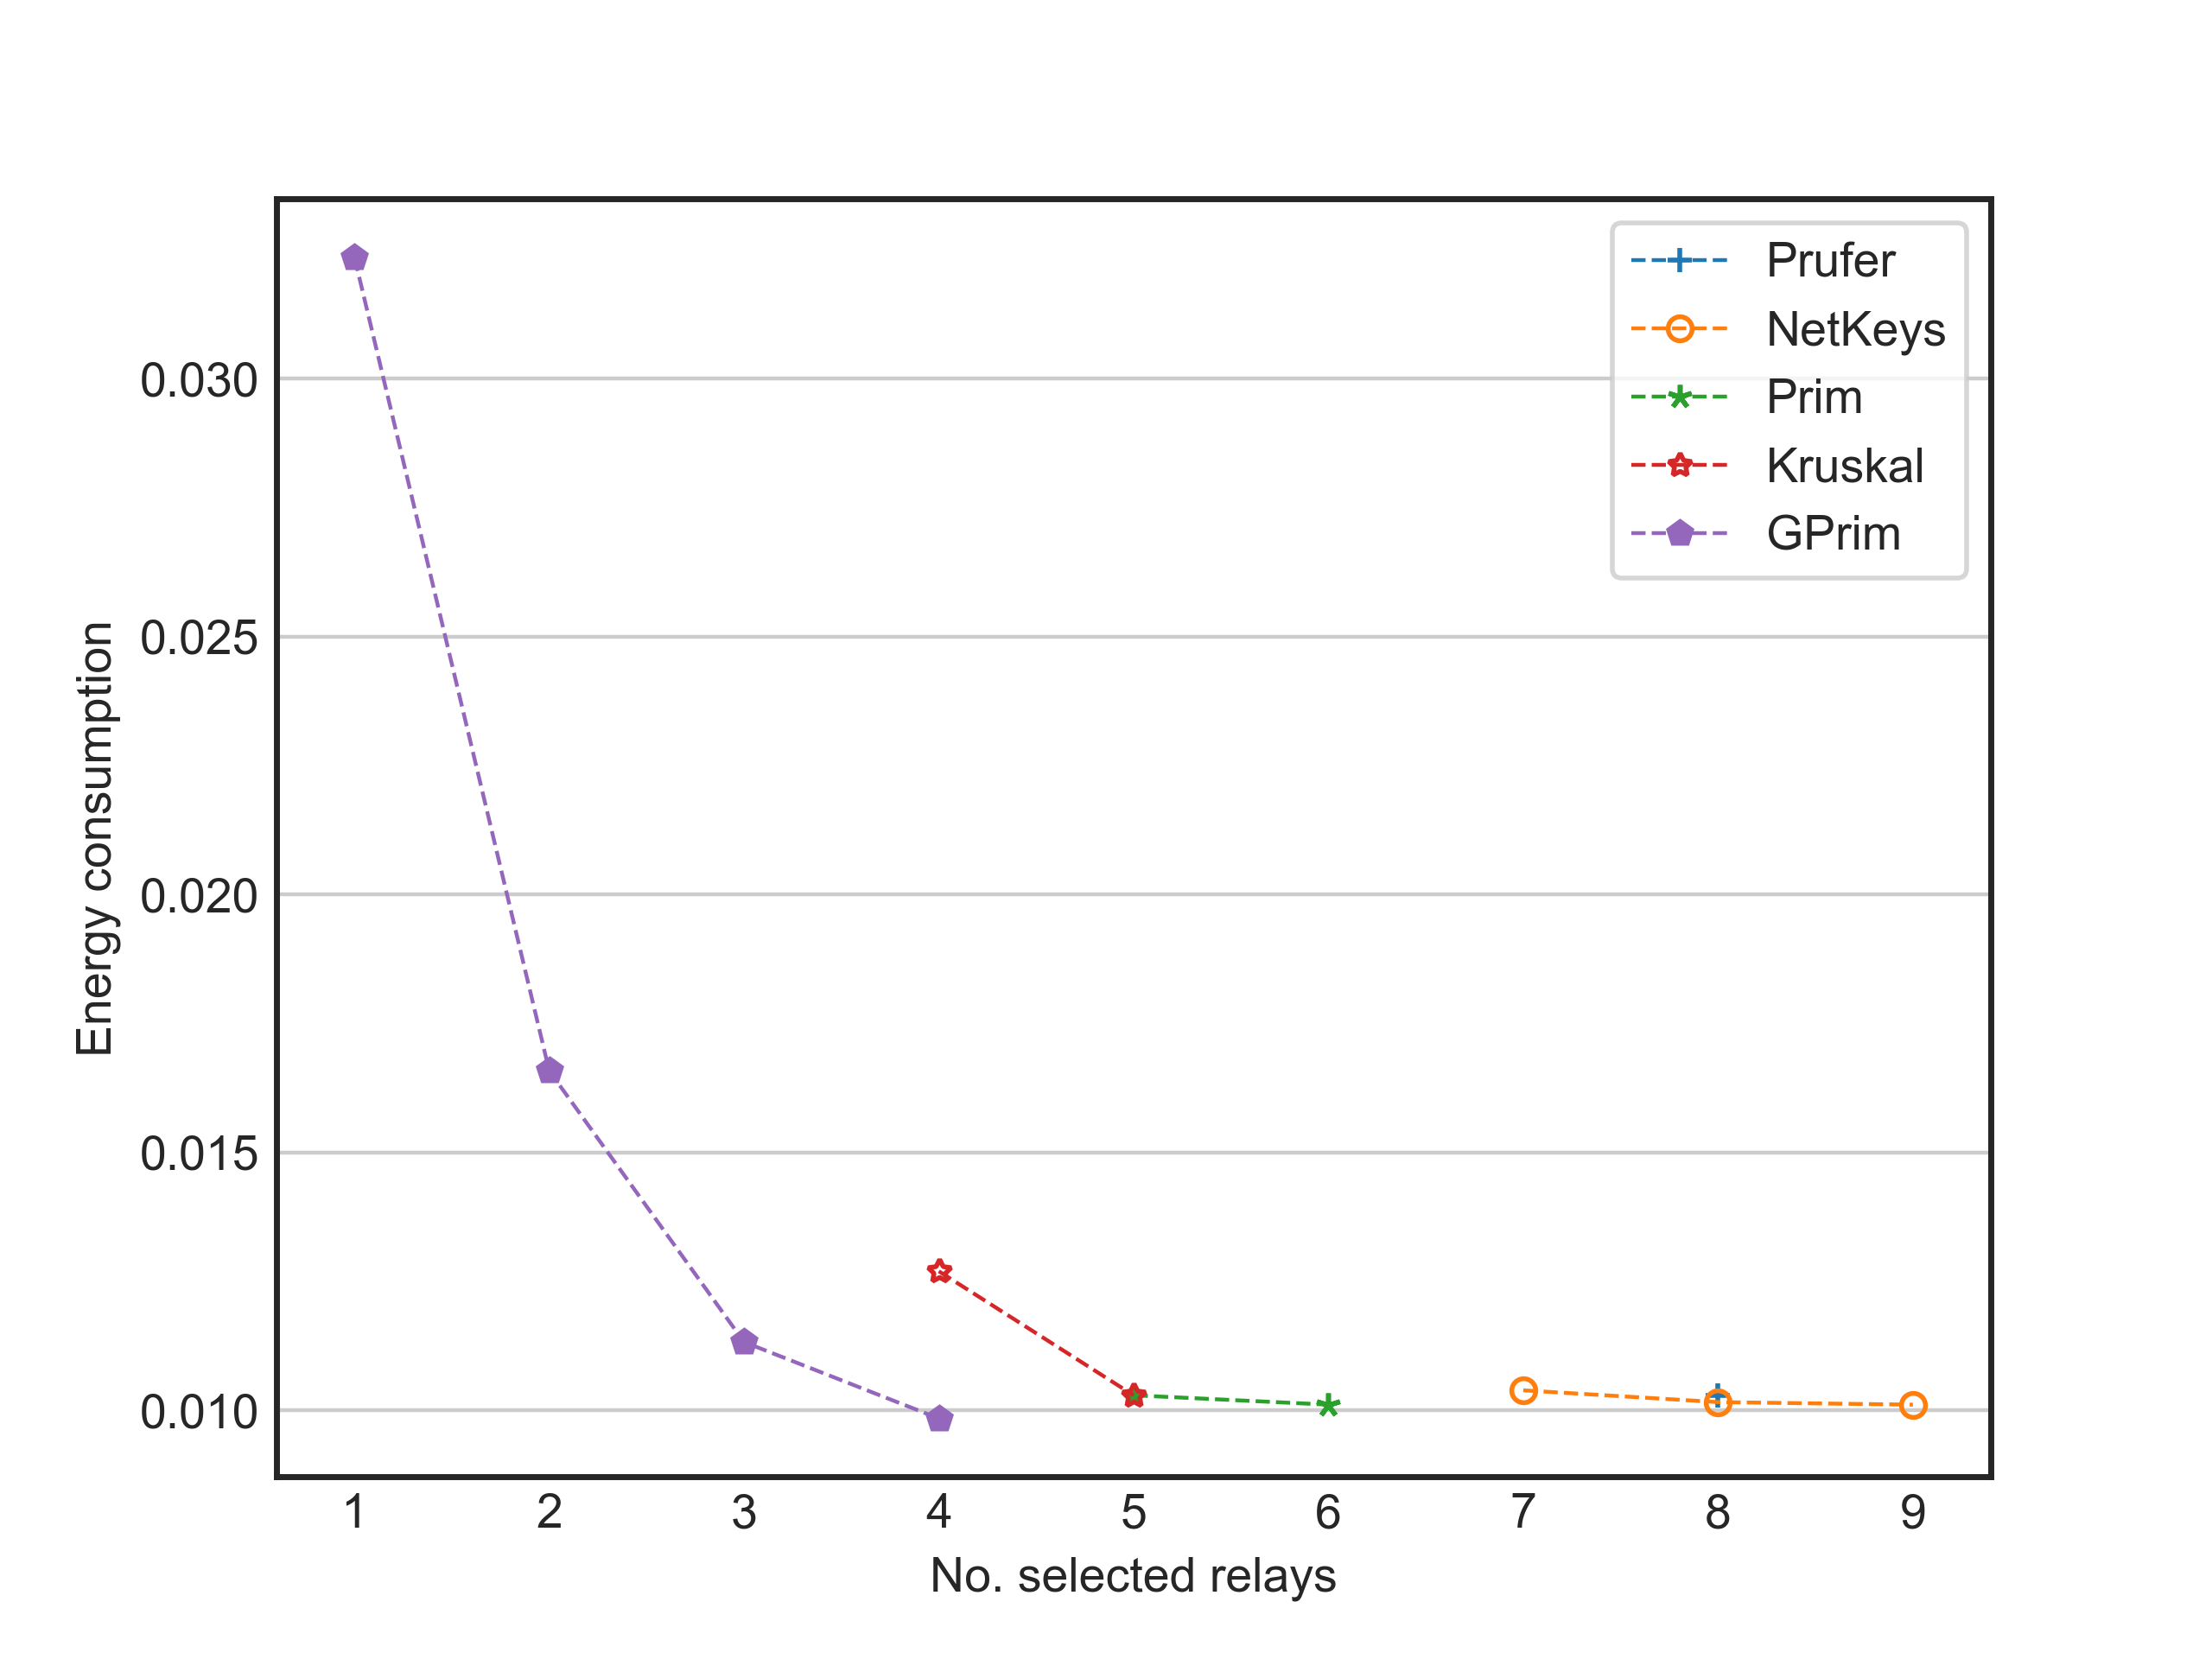 Prufer
NetKeys
Prim
Kruskal
GPrim
Energy consumption
0.030
0.025
0.020
0.015
0.010
1 2 3 4 5 6 7 8 9
No. selected relays